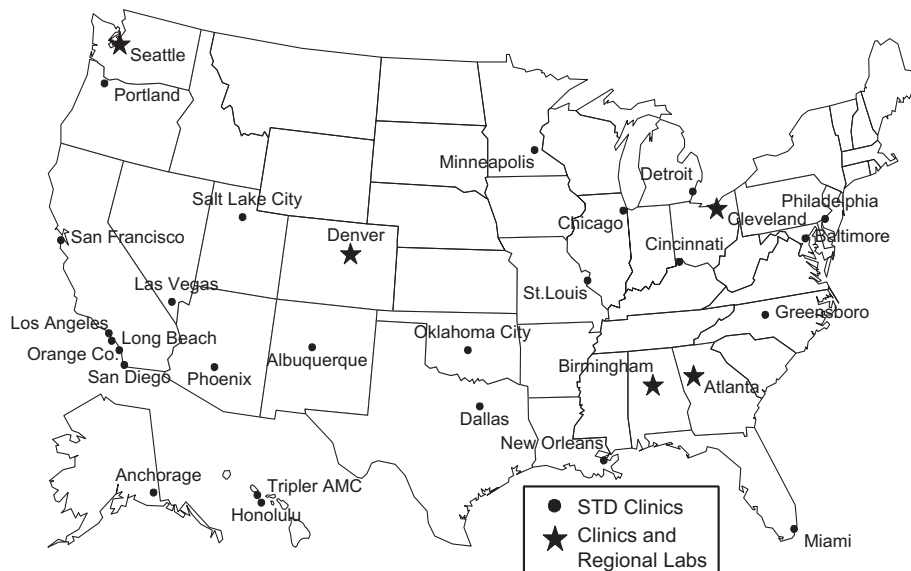 Seattle
Portland
Minneapolis
Detroit
Salt Lake City
Philadelphia
Chicago
Cleveland
San Francisco
Denver
Baltimore
Cincinnati
Las Vegas
St.Louis
Greensboro
Los Angeles
Long Beach
Oklahoma City
Orange Co.
Albuquerque
Birmingham
San Diego
Phoenix
Atlanta
Dallas
New Orleans
Anchorage
Tripler AMC
Honolulu
STD Clinics
Clinics and
Regional Labs
Miami